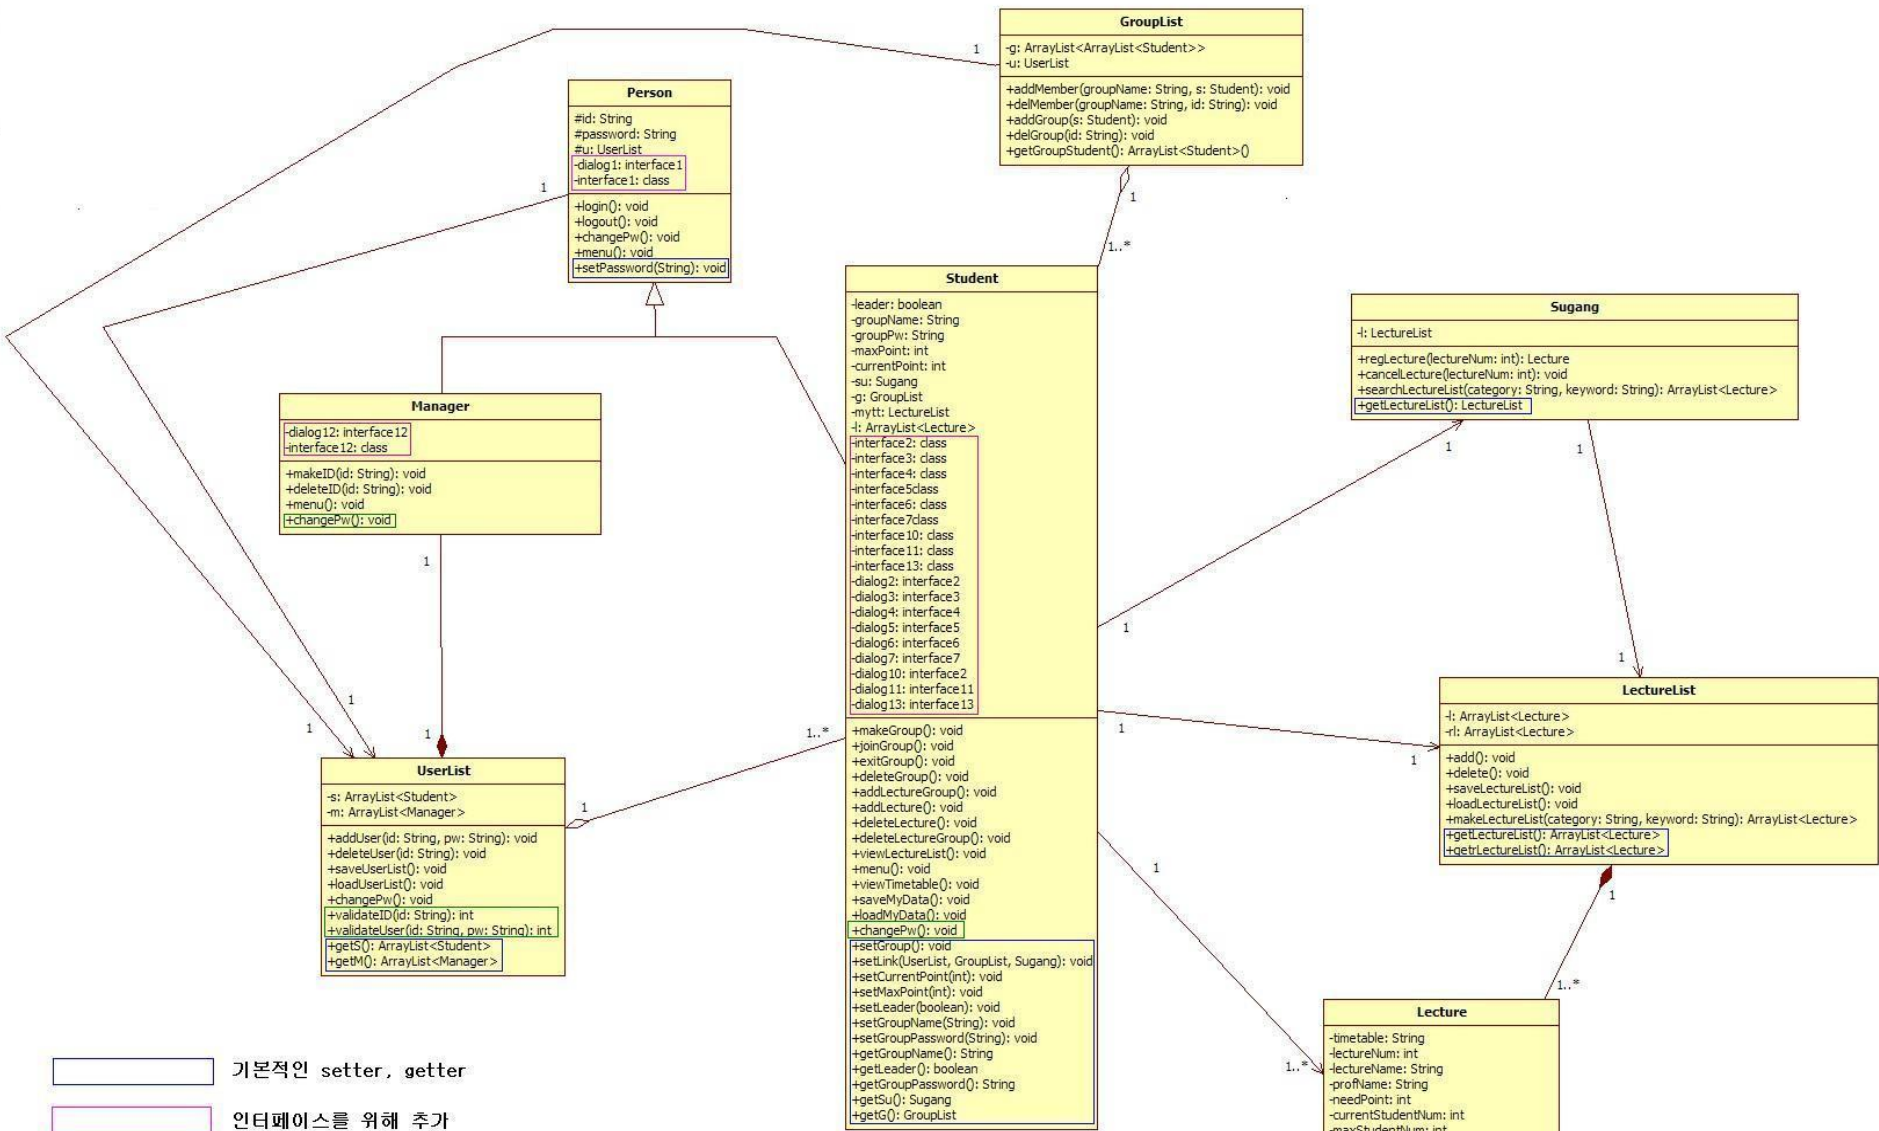 GroupList
-g: ArrayList<ArrayList<Student>>
-u: UserList
+addMember(groupName: String, s: Student): void
+delMember(groupName: String, id: String): void
+addGroup(s: Student): void
+delGroup(id: String): void
+getGroupStudent(): ArrayList<Student>()
1
1
1..*
Person
#id: String
#password: String
#u: UserList
-dialog1: interface1
-interface1: class
+login(): void
+logout(): void
+changePw(): void
+menu(): void
+setPassword(String): void
1
Manager
-dialog12: interface12
-interface12: class
+makeID(id: String): void
+deleteID(id: String): void
+menu(): void
+changePw(): void
1
1
1
1
UserList
-s: ArrayList<Student>
-m: ArrayList<Manager>
+addUser(id: String, pw: String): void
+deleteUser(id: String): void
+saveUserList(): void
+loadUserList(): void
+changePw(): void
+validateID(id: String): int
+validateUser(id: String, pw: String): int
+getS(): ArrayList<Student>
+getM(): ArrayList<Manager>
1
1..*
Student
-leader: boolean
-groupName: String
-groupPw: String
-maxPoint: int
-currentPoint: int
-su: Sugang
-g: GroupList
-mytt: LectureList
-l: ArrayList<Lecture>
-interface2: class
-interface3: class
-interface4: class
-interface5class
-interface6: class
-interface7class
-interface10: class
-interface11: class
-interface13: class
-dialog2: interface2
-dialog3: interface3
-dialog4: interface4
-dialog5: interface5
-dialog6: interface6
-dialog7: interface7
-dialog10: interface2
-dialog11: interface11
-dialog13: interface13
+makeGroup(): void
+joinGroup(): void
+exitGroup(): void
+deleteGroup(): void
+addLectureGroup(): void
+addLecture(): void
+deleteLecture(): void
+deleteLectureGroup(): void
+viewLectureList(): void
+menu(): void
+viewTimetable(): void
+saveMyData(): void
+loadMyData(): void
+changePw(): void
+setGroup(): void
+setLink(UserList, GroupList, Sugang): void
+setCurrentPoint(int): void
+setMaxPoint(int): void
+setLeader(boolean): void
+setGroupName(String): void
+setGroupPassword(String): void
+getGroupName(): String
+getLeader(): boolean
+getGroupPassword(): String
+getSu(): Sugang
+getG(): GroupList
Sugang
-l: LectureList
+regLecture(lectureNum: int): Lecture
+cancelLecture(lectureNum: int): void
+searchLectureList(category: String, keyword: String): ArrayList<Lecture>
+getLectureList(): LectureList
1
1
1
1
1
1
LectureList
-l: ArrayList<Lecture>
-rl: ArrayList<Lecture>
+add(): void
+delete(): void
+saveLectureList(): void
+loadLectureList(): void
+makeLectureList(category: String, keyword: String): ArrayList<Lecture>
+getLectureList(): ArrayList<Lecture>
+getrLectureList(): ArrayList<Lecture>
1
1
1..*
1..*
Lecture
-timetable: String
-lectureNum: int
-lectureName: String
-profName: String
-needPoint: int
-currentStudentNum: int
-maxStudentNum: int
기본적인 setter, getter
인터페이스를 위해 추가